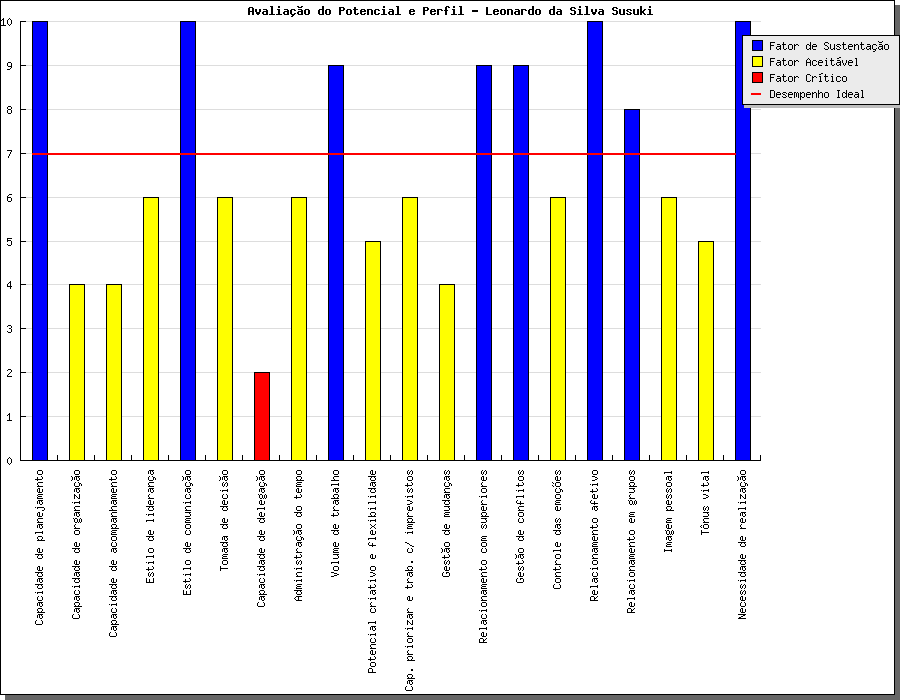 Avaliação do Potencial e Perfil - Leonardo da Silva Susuki
10
9
8
7
6
5
4
3
2
1
0
Fator de Sustentação
Fator Aceitável
Fator Crítico
Desempenho Ideal
Capacidade de planejamento
Capacidade de organização
Capacidade de acompanhamento
Estilo de liderança
Estilo de comunicação
Tomada de decisão
Capacidade de delegação
Administração do tempo
Volume de trabalho
Potencial criativo e flexibilidade
Cap. priorizar e trab. c/ imprevistos
Gestão de mudanças
Relacionamento com superiores
Gestão de conflitos
Controle das emoções
Relacionamento afetivo
Relacionamento em grupos
Imagem pessoal
Tônus vital
Necessidade de realização